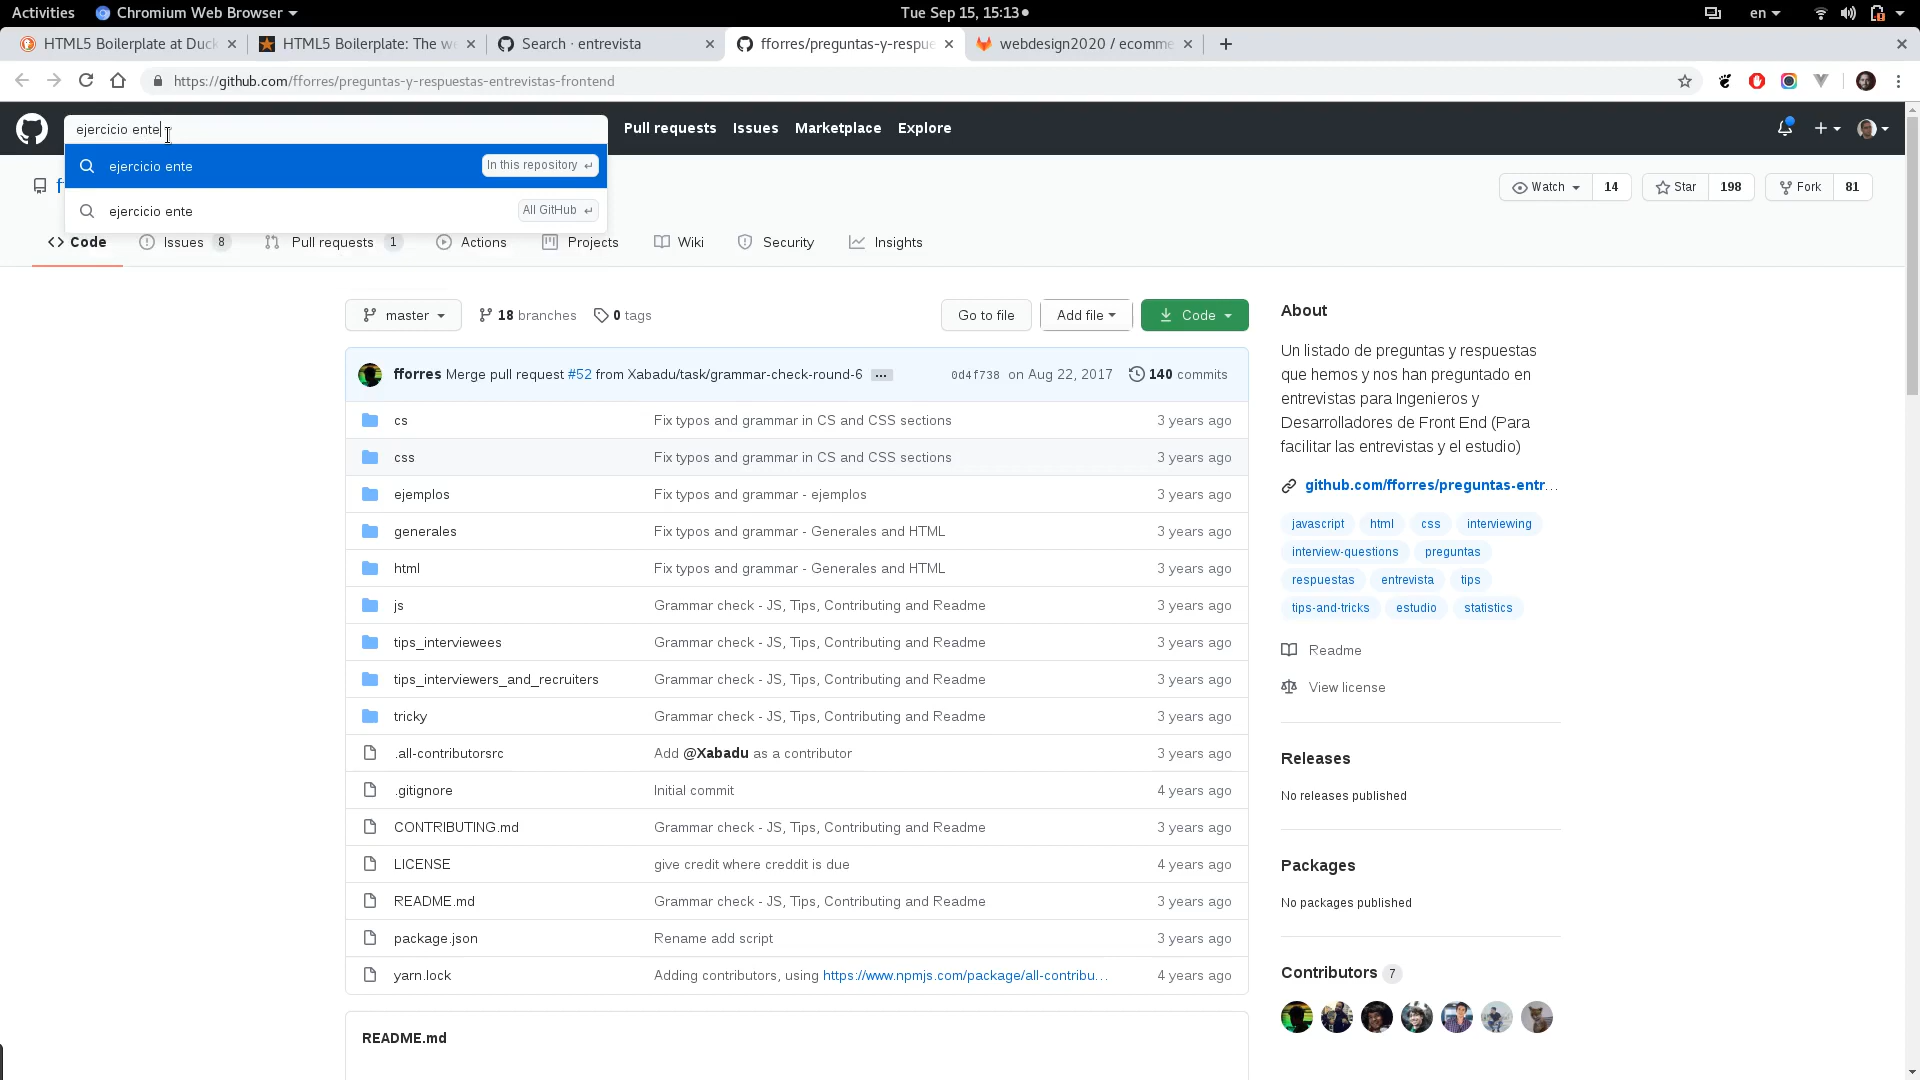 Activities Chromium Web Browser Tue Sep 15, 15:13 en
HTML5 Boilerplate at Duck HTML5 Boilerplate: The we Search · entrevista fforres/preguntas-y-respue webdesign2020 / ecomme
https://github.com/fforres/preguntas-y-respuestas-entrevistas-frontend
ejercicio ente Pull requests Issues Marketplace Explore
ejercicio ente In this repository ↵
Watch 14 Star 198 Fork 81
ejercicio ente All GitHub ↵
Code Issues 8 Pull requests 1 Actions Projects Wiki Security Insights
master 18 branches 0 tags Go to file Add file Code
fforres Merge pull request #52 from Xabadu/task/grammar-check-round-6 ... 0d4f738 on Aug 22, 2017 140 commits
cs Fix typos and grammar in CS and CSS sections 3 years ago
css Fix typos and grammar in CS and CSS sections 3 years ago
ejemplos Fix typos and grammar - ejemplos 3 years ago
generales Fix typos and grammar - Generales and HTML 3 years ago
html Fix typos and grammar - Generales and HTML 3 years ago
js Grammar check - JS, Tips, Contributing and Readme 3 years ago
tips_interviewees Grammar check - JS, Tips, Contributing and Readme 3 years ago
tips_interviewers_and_recruiters Grammar check - JS, Tips, Contributing and Readme 3 years ago
tricky Grammar check - JS, Tips, Contributing and Readme 3 years ago
.all-contributorsrc Add @Xabadu as a contributor 3 years ago
.gitignore Initial commit 4 years ago
CONTRIBUTING.md Grammar check - JS, Tips, Contributing and Readme 3 years ago
LICENSE give credit where creddit is due 4 years ago
README.md Grammar check - JS, Tips, Contributing and Readme 3 years ago
package.json Rename add script 3 years ago
yarn.lock Adding contributors, using https://www.npmjs.com/package/all-contribu... 4 years ago
README.md
About
Un listado de preguntas y respuestas
que hemos y nos han preguntado en
entrevistas para Ingenieros y
Desarrolladores de Front End (Para
facilitar las entrevistas y el estudio)
github.com/fforres/preguntas-entr...
javascript html css interviewing
interview-questions preguntas
respuestas entrevista tips
tips-and-tricks estudio statistics
Readme
View license
Releases
No releases published
Packages
No packages published
Contributors 7